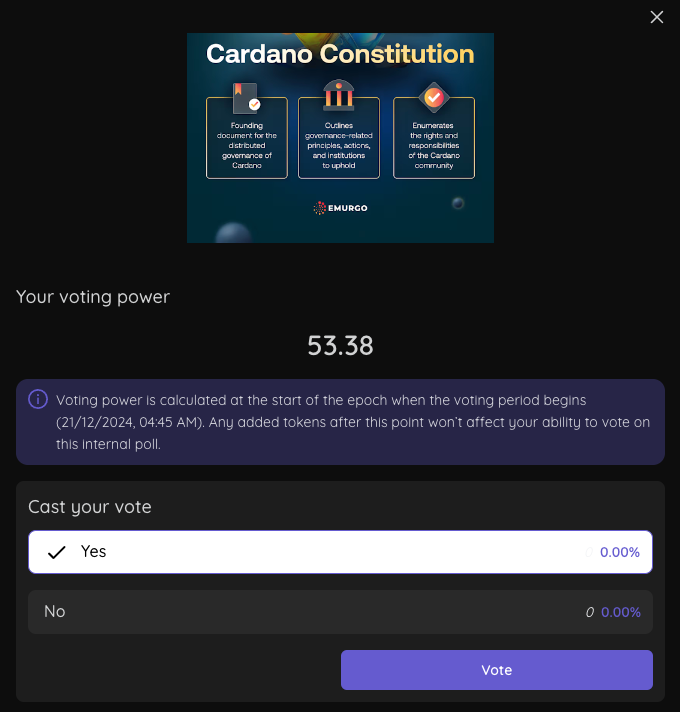 Cardano Constitution
Founding
document for the
distributed
governance of
Cardano
Outlines
governance-related
principles, actions,
and institutions
to uphold
Enumerates
the rights and
responsibilities
of the Cardano
community
EMURGO
Your voting power
53.38
Voting power is calculated at the start of the epoch when the voting period begins
(21/12/2024, 04:45 AM). Any added tokens after this point won’t affect your ability to vote on
this internal poll.
Cast your vote
Yes 0 0.00%
No 0 0.00%
Vote